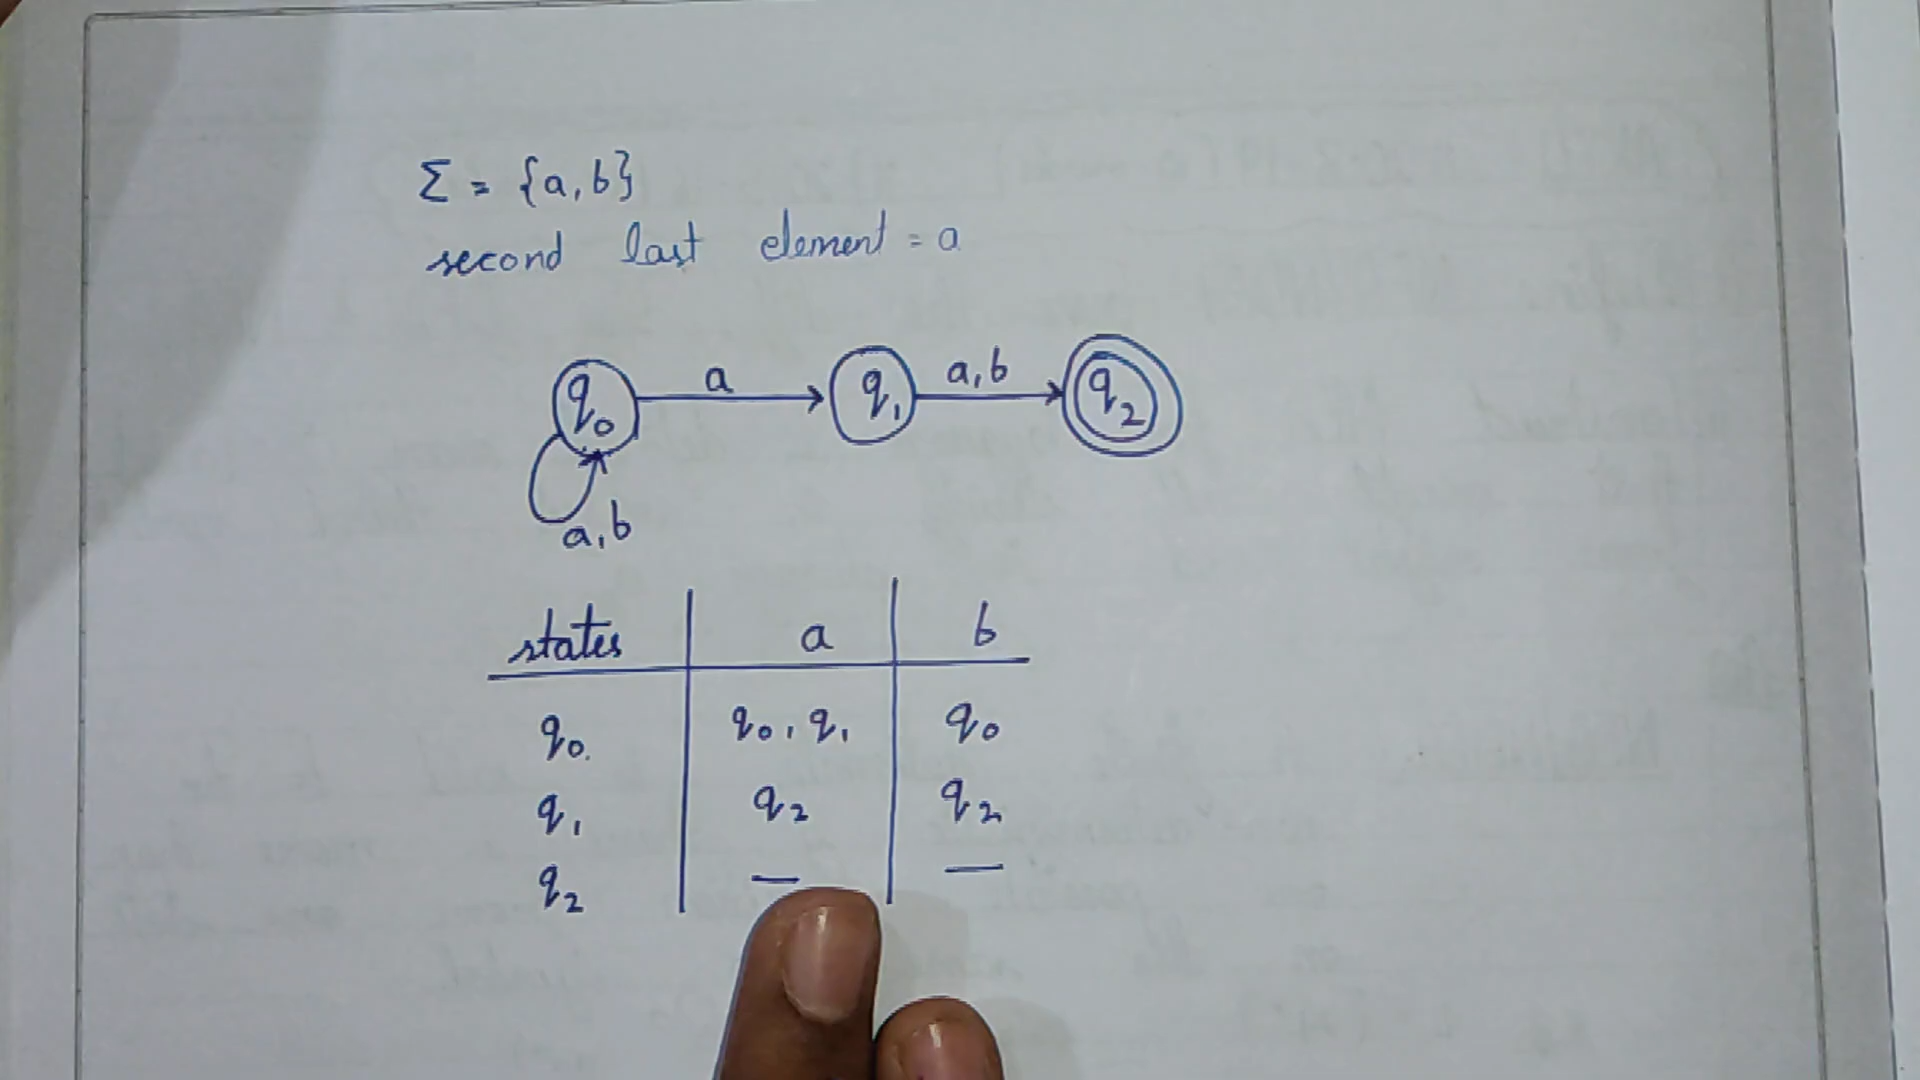 Σ = {a,b}
second last element = a
q0 a q1 a,b q2
a,b
states a b
q0 q0, q1 q0
q1 q2 q2
q2 — —